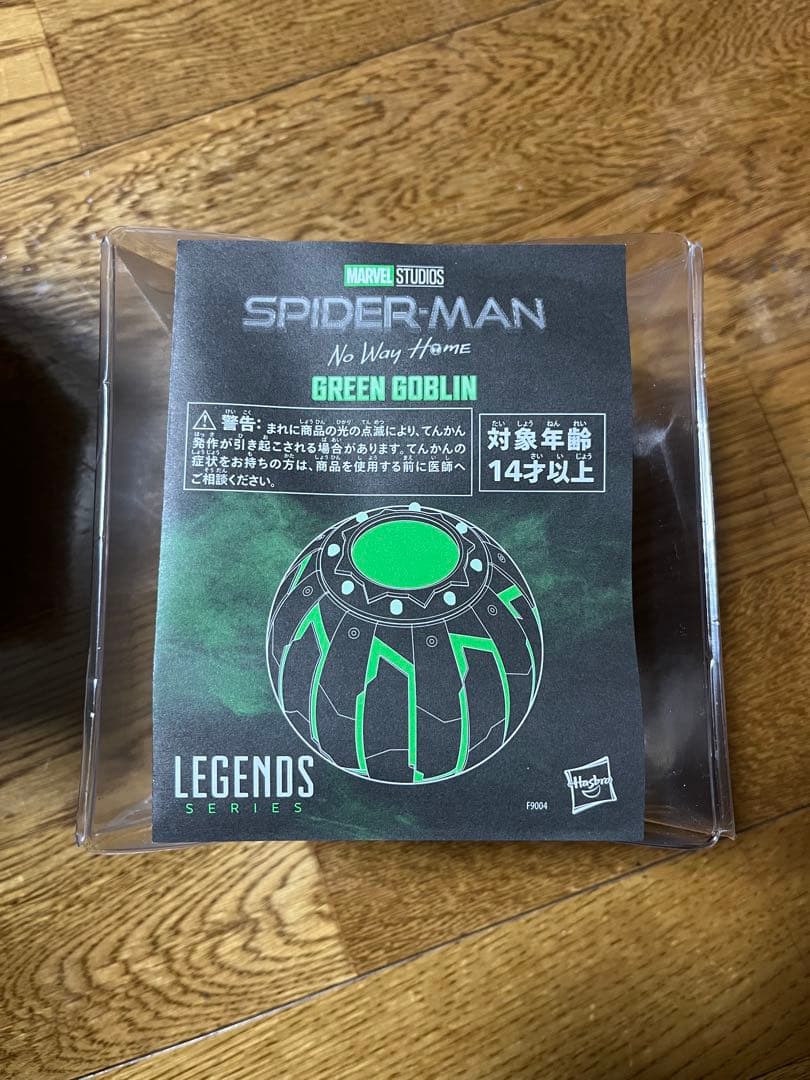 MARVEL STUDIOS
SPIDER-MAN
No Way Home
GREEN GOBLIN
⚠警告: まれに商品の光の点滅により、てんかん
発作が引き起こされる場合があります。てんかんの
症状をお持ちの方は、商品を使用する前に医師へ
ご相談ください。
対象年齢
14才以上
LEGENDS
SERIES
F9004
Hasbro